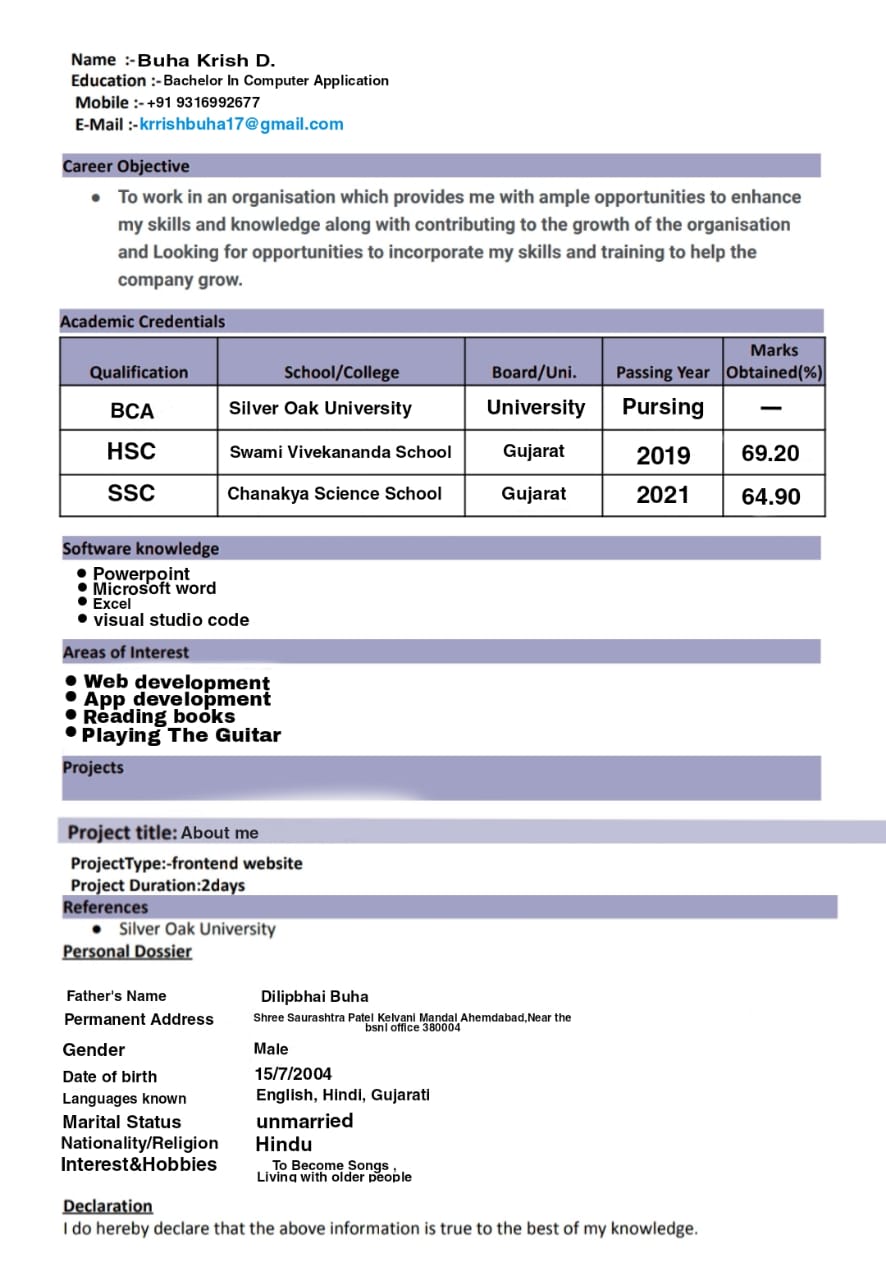 Name :-Buha Krish D.
Education :-Bachelor In Computer Application
Mobile :- +91 9316992677
E-Mail :-krrishbuha17@gmail.com
Career Objective
● To work in an organisation which provides me with ample opportunities to enhance
my skills and knowledge along with contributing to the growth of the organisation
and Looking for opportunities to incorporate my skills and training to help the
company grow.
Academic Credentials
Qualification School/College Board/Uni. Passing Year Marks Obtained(%)
BCA Silver Oak University University Pursing —
HSC Swami Vivekananda School Gujarat 2019 69.20
SSC Chanakya Science School Gujarat 2021 64.90
Software knowledge
● Powerpoint
● Microsoft word
● Excel
● visual studio code
Areas of Interest
● Web development
● App development
● Reading books
● Playing The Guitar
Projects
Project title: About me
ProjectType:-frontend website
Project Duration:2days
References
● Silver Oak University
Personal Dossier
Father's Name Dilipbhai Buha
Permanent Address Shree Saurashtra Patel Kelvani Mandal Ahemdabad,Near the
bsnl office 380004
Gender Male
Date of birth 15/7/2004
Languages known English, Hindi, Gujarati
Marital Status unmarried
Nationality/Religion Hindu
Interest&Hobbies To Become Songs ,
Living with older people
Declaration
I do hereby declare that the above information is true to the best of my knowledge.